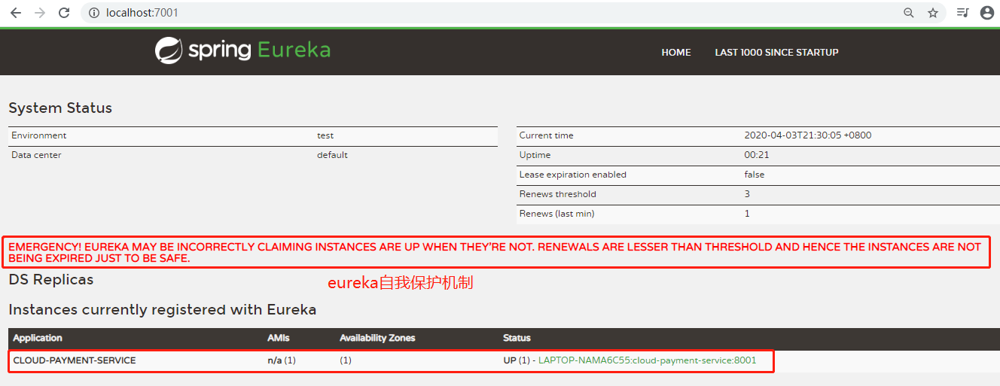 localhost:7001
spring Eureka
HOME LAST 1000 SINCE STARTUP
System Status
Environment test
Data center default
Current time 2020-04-03T21:30:05 +0800
Uptime 00:21
Lease expiration enabled false
Renews threshold 3
Renews (last min) 1
EMERGENCY! EUREKA MAY BE INCORRECTLY CLAIMING INSTANCES ARE UP WHEN THEY'RE NOT. RENEWALS ARE LESSER THAN THRESHOLD AND HENCE THE INSTANCES ARE NOT
BEING EXPIRED JUST TO BE SAFE.
DS Replicas
eureka自我保护机制
Instances currently registered with Eureka
Application AMIs Availability Zones Status
CLOUD-PAYMENT-SERVICE n/a (1) (1) UP (1) - LAPTOP-NAMA6C55:cloud-payment-service:8001